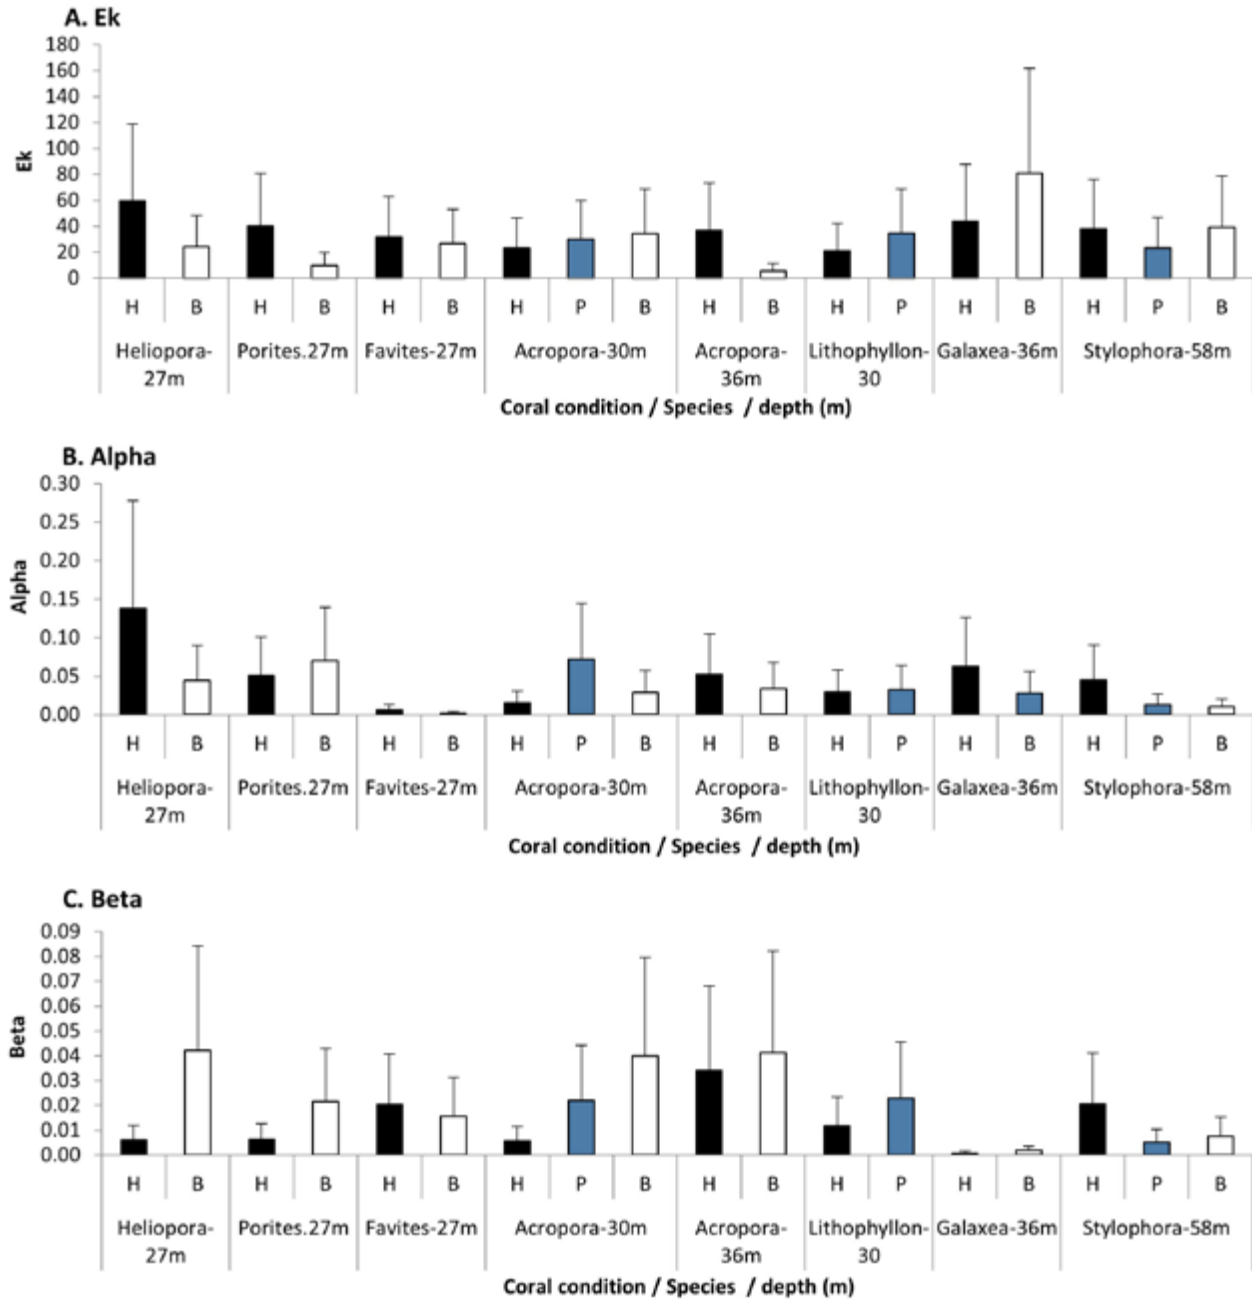 A. Ek
180
160
140
120
100
80
60
40
20
0
Ek
H B H B H B H P B H B H P H B H P B
Heliopora- Porites.27m Favites-27m Acropora-30m Acropora- Lithophyllon- Galaxea-36m Stylophora-58m
27m 36m 30
Coral condition / Species / depth (m)
B. Alpha
0.30
0.25
0.20
0.15
0.10
0.05
0.00
Alpha
H B H B H B H P B H B H P H B H P B
Heliopora- Porites.27m Favites-27m Acropora-30m Acropora- Lithophyllon- Galaxea-36m Stylophora-58m
27m 36m 30
Coral condition / Species / depth (m)
C. Beta
0.09
0.08
0.07
0.06
0.05
0.04
0.03
0.02
0.01
0.00
Beta
H B H B H B H P B H B H P H B H P B
Heliopora- Porites.27m Favites-27m Acropora-30m Acropora- Lithophyllon- Galaxea-36m Stylophora-58m
27m 36m 30
Coral condition / Species / depth (m)